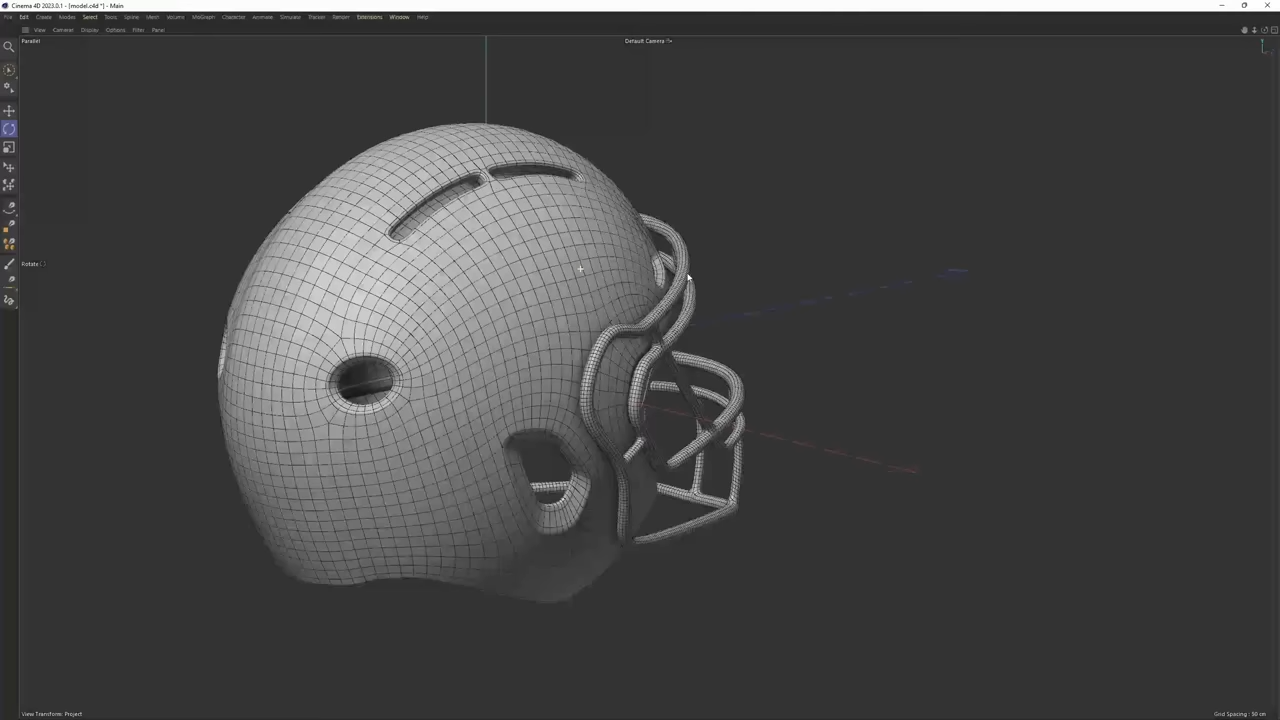 Cinema 4D 2023.0.1 - [model.c4d *] - Main
File Edit Create Modes Select Tools Spline Mesh Volume MoGraph Character Animate Simulate Tracker Render Extensions Window Help
View Cameras Display Options Filter Panel
Parallel
Default Camera
Rotate
View Transform: Project
Grid Spacing : 50 cm